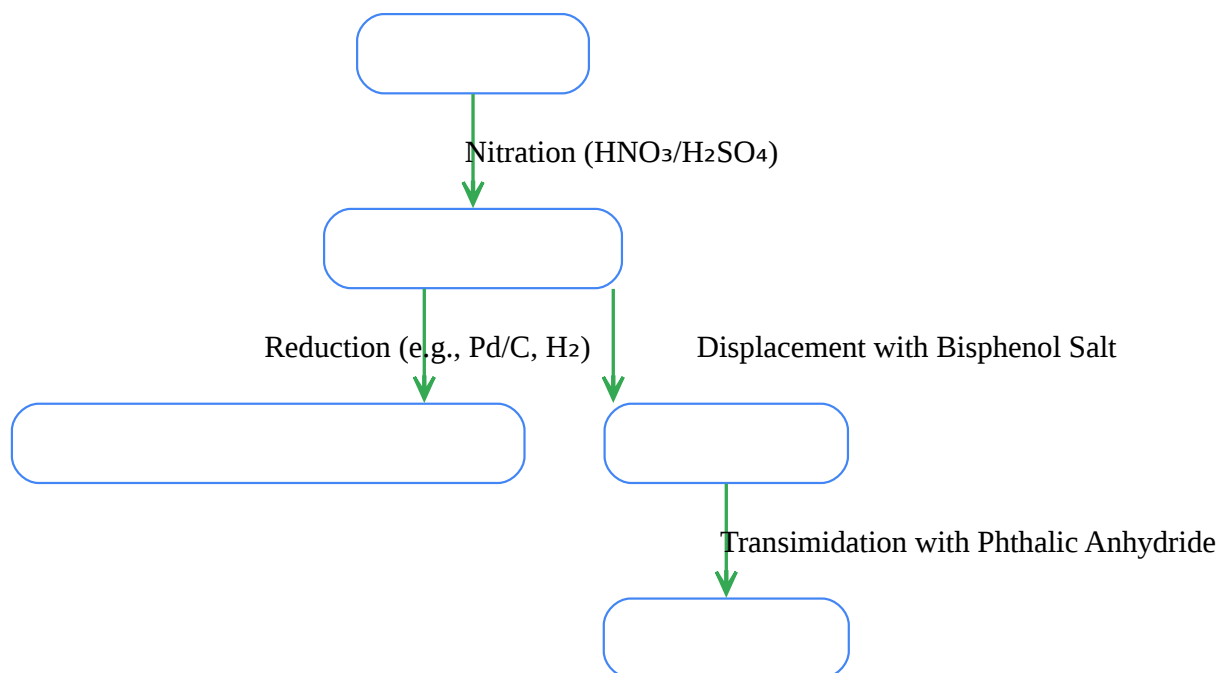 Nitration (HNO₃/H₂SO₄)
Reduction (e.g., Pd/C, H₂)
Displacement with Bisphenol Salt
Transimidation with Phthalic Anhydride